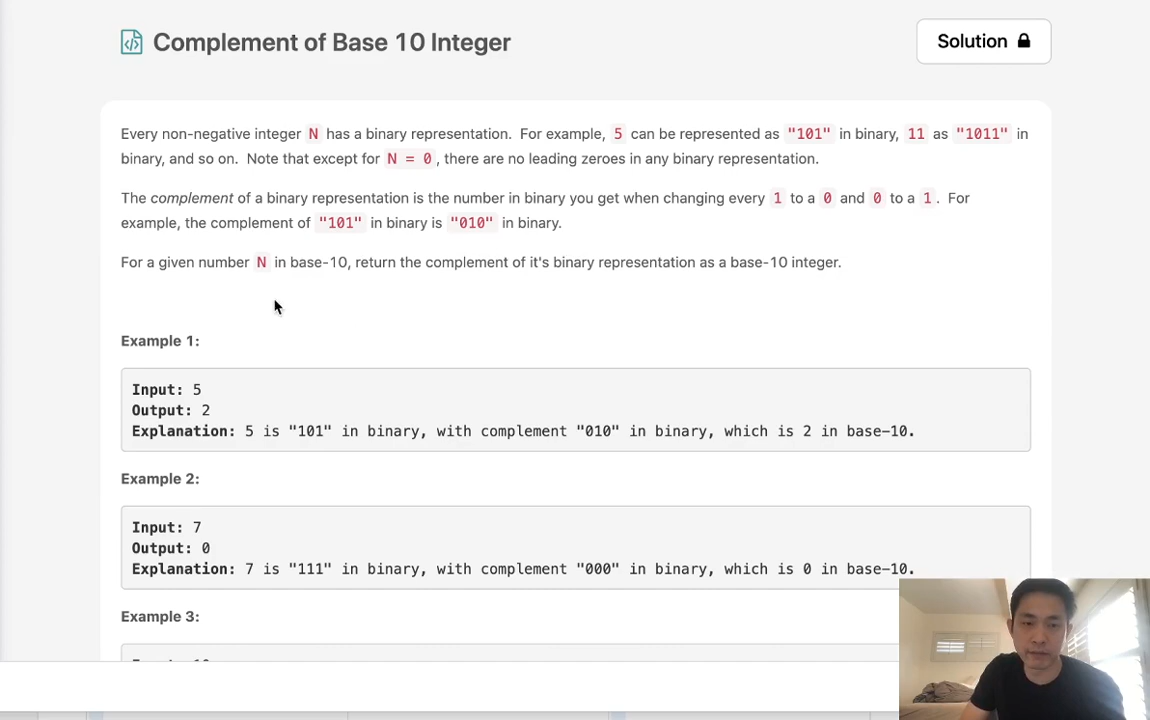 Complement of Base 10 Integer
Solution
Every non-negative integer N has a binary representation. For example, 5 can be represented as "101" in binary, 11 as "1011" in
binary, and so on. Note that except for N = 0, there are no leading zeroes in any binary representation.
The complement of a binary representation is the number in binary you get when changing every 1 to a 0 and 0 to a 1. For
example, the complement of "101" in binary is "010" in binary.
For a given number N in base-10, return the complement of it's binary representation as a base-10 integer.
Example 1:
Input: 5
Output: 2
Explanation: 5 is "101" in binary, with complement "010" in binary, which is 2 in base-10.
Example 2:
Input: 7
Output: 0
Explanation: 7 is "111" in binary, with complement "000" in binary, which is 0 in base-10.
Example 3: